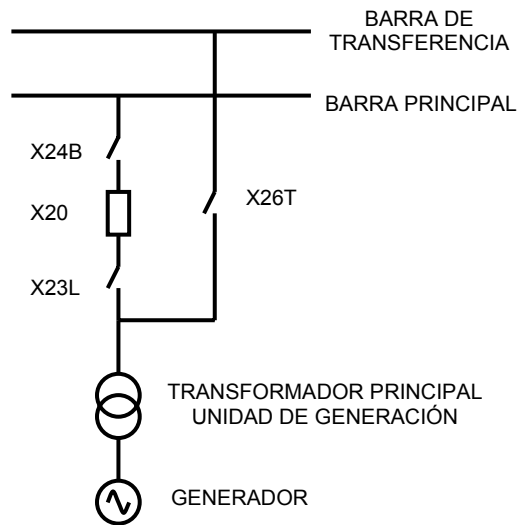 BARRA DE
TRANSFERENCIA
BARRA PRINCIPAL
X24B
X20
X26T
X23L
TRANSFORMADOR PRINCIPAL
UNIDAD DE GENERACIÓN
GENERADOR